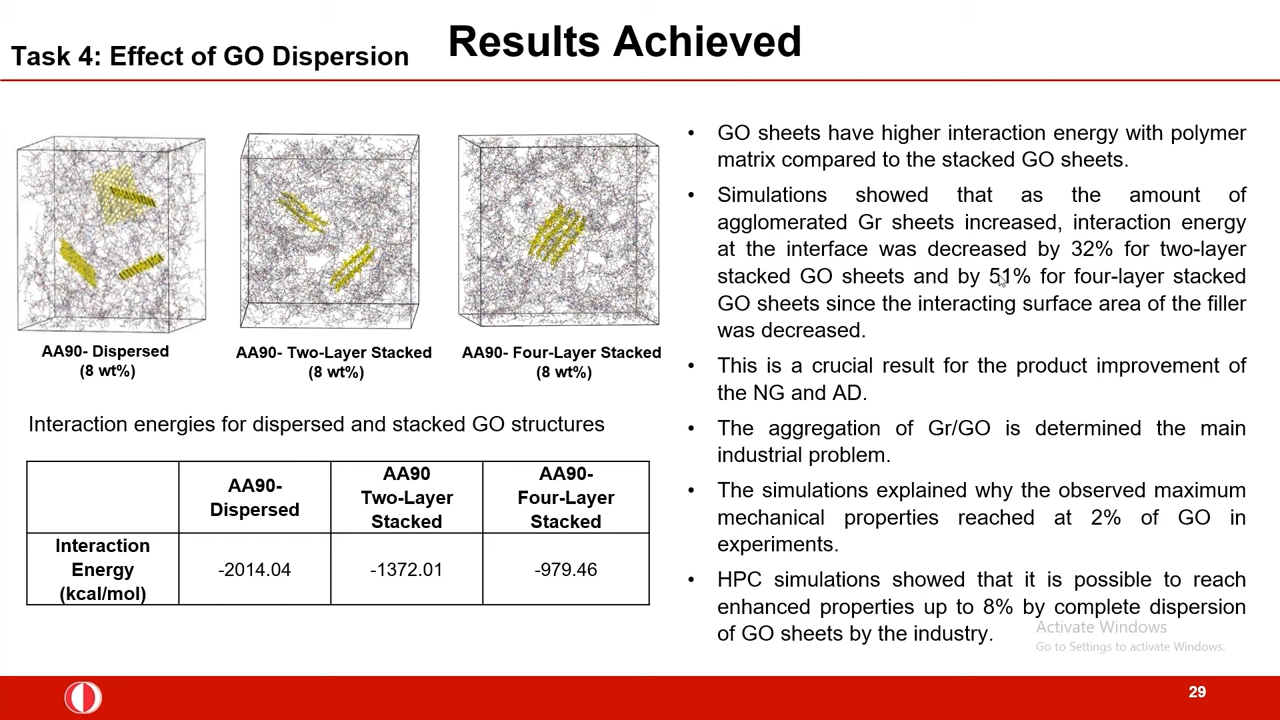 Task 4: Effect of GO Dispersion
Results Achieved
AA90- Dispersed
(8 wt%)
AA90- Two-Layer Stacked
(8 wt%)
AA90- Four-Layer Stacked
(8 wt%)
Interaction energies for dispersed and stacked GO structures
AA90-
Dispersed
AA90
Two-Layer
Stacked
AA90-
Four-Layer
Stacked
Interaction
Energy
(kcal/mol)
-2014.04
-1372.01
-979.46
• GO sheets have higher interaction energy with polymer
matrix compared to the stacked GO sheets.
• Simulations showed that as the amount of
agglomerated Gr sheets increased, interaction energy
at the interface was decreased by 32% for two-layer
stacked GO sheets and by 51% for four-layer stacked
GO sheets since the interacting surface area of the filler
was decreased.
• This is a crucial result for the product improvement of
the NG and AD.
• The aggregation of Gr/GO is determined the main
industrial problem.
• The simulations explained why the observed maximum
mechanical properties reached at 2% of GO in
experiments.
• HPC simulations showed that it is possible to reach
enhanced properties up to 8% by complete dispersion
of GO sheets by the industry.
Activate Windows
Go to Settings to activate Windows.
29